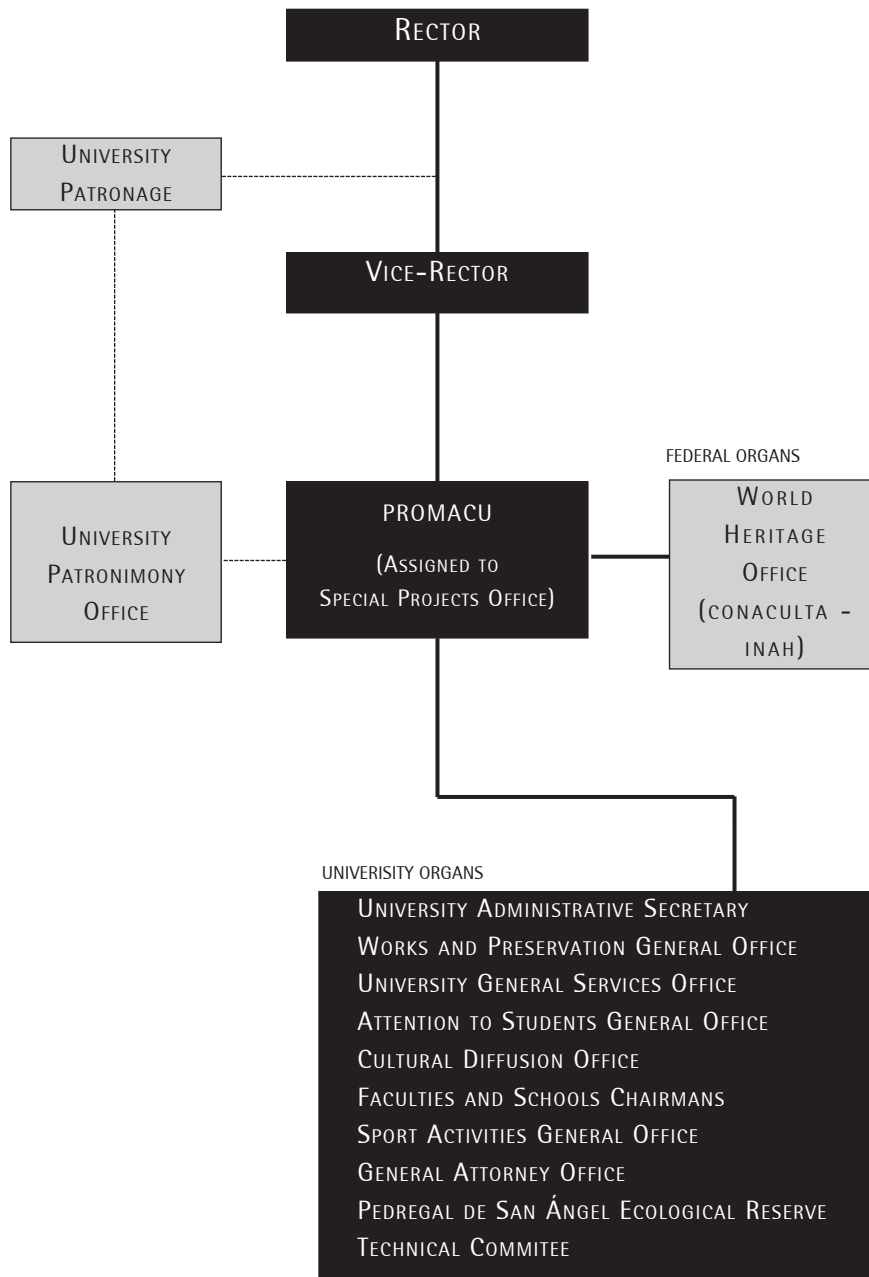 RECTOR
UNIVERSITY
PATRONAGE
VICE-RECTOR
FEDERAL ORGANS
UNIVERSITY
PATRONIMONY
OFFICE
PROMACU
(ASSIGNED TO
SPECIAL PROJECTS OFFICE)
WORLD
HERITAGE
OFFICE
(CONACULTA -
INAH)
UNIVERISITY ORGANS
UNIVERSITY ADMINISTRATIVE SECRETARY
WORKS AND PRESERVATION GENERAL OFFICE
UNIVERSITY GENERAL SERVICES OFFICE
ATTENTION TO STUDENTS GENERAL OFFICE
CULTURAL DIFFUSION OFFICE
FACULTIES AND SCHOOLS CHAIRMANS
SPORT ACTIVITIES GENERAL OFFICE
GENERAL ATTORNEY OFFICE
PEDREGAL DE SAN ÁNGEL ECOLOGICAL RESERVE
TECHNICAL COMMITEE